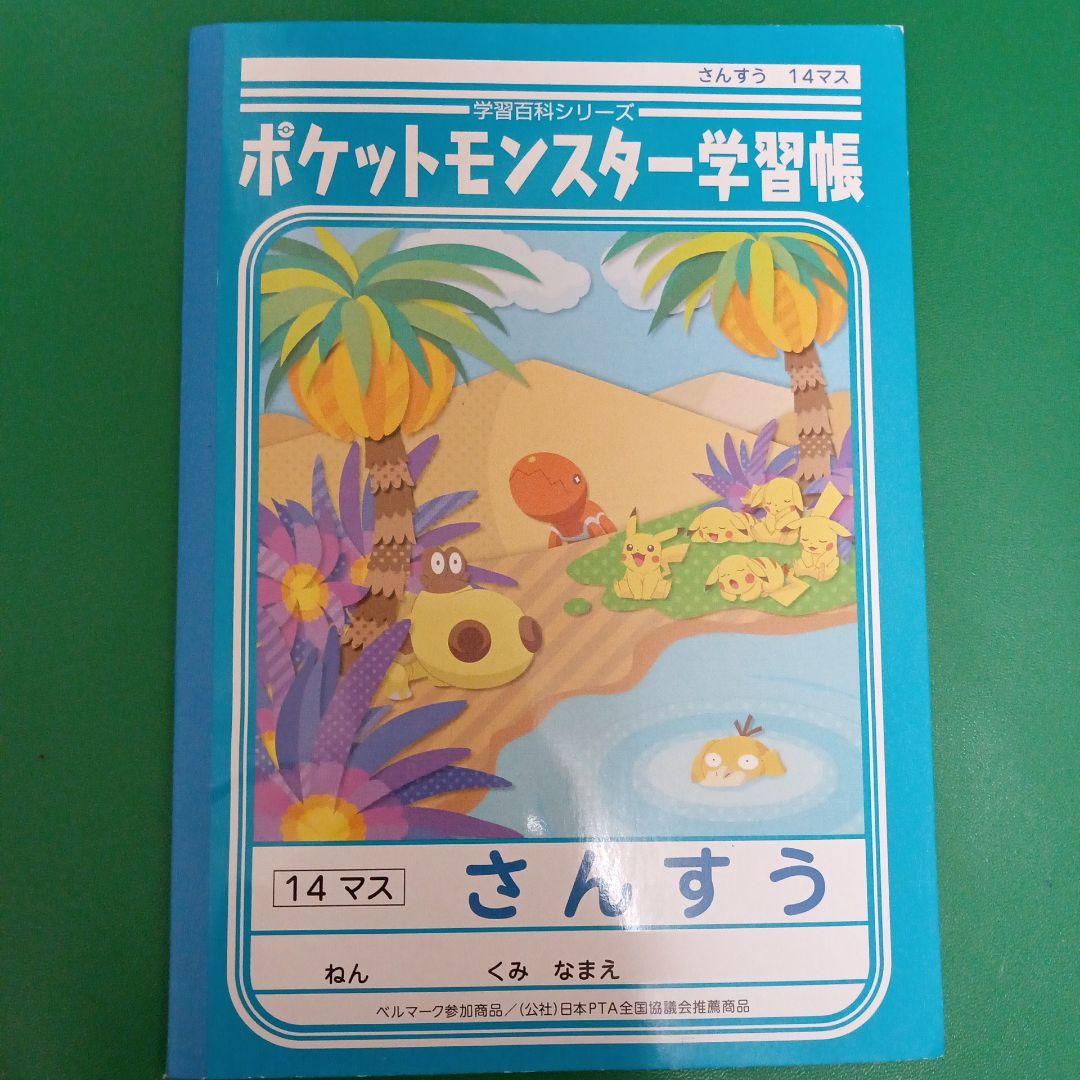 さんすう 14マス
学習百科シリーズ
ポケットモンスター学習帳
14マス さんすう
ねん くみ なまえ
ベルマーク参加商品/(公社)日本PTA全国協議会推薦商品